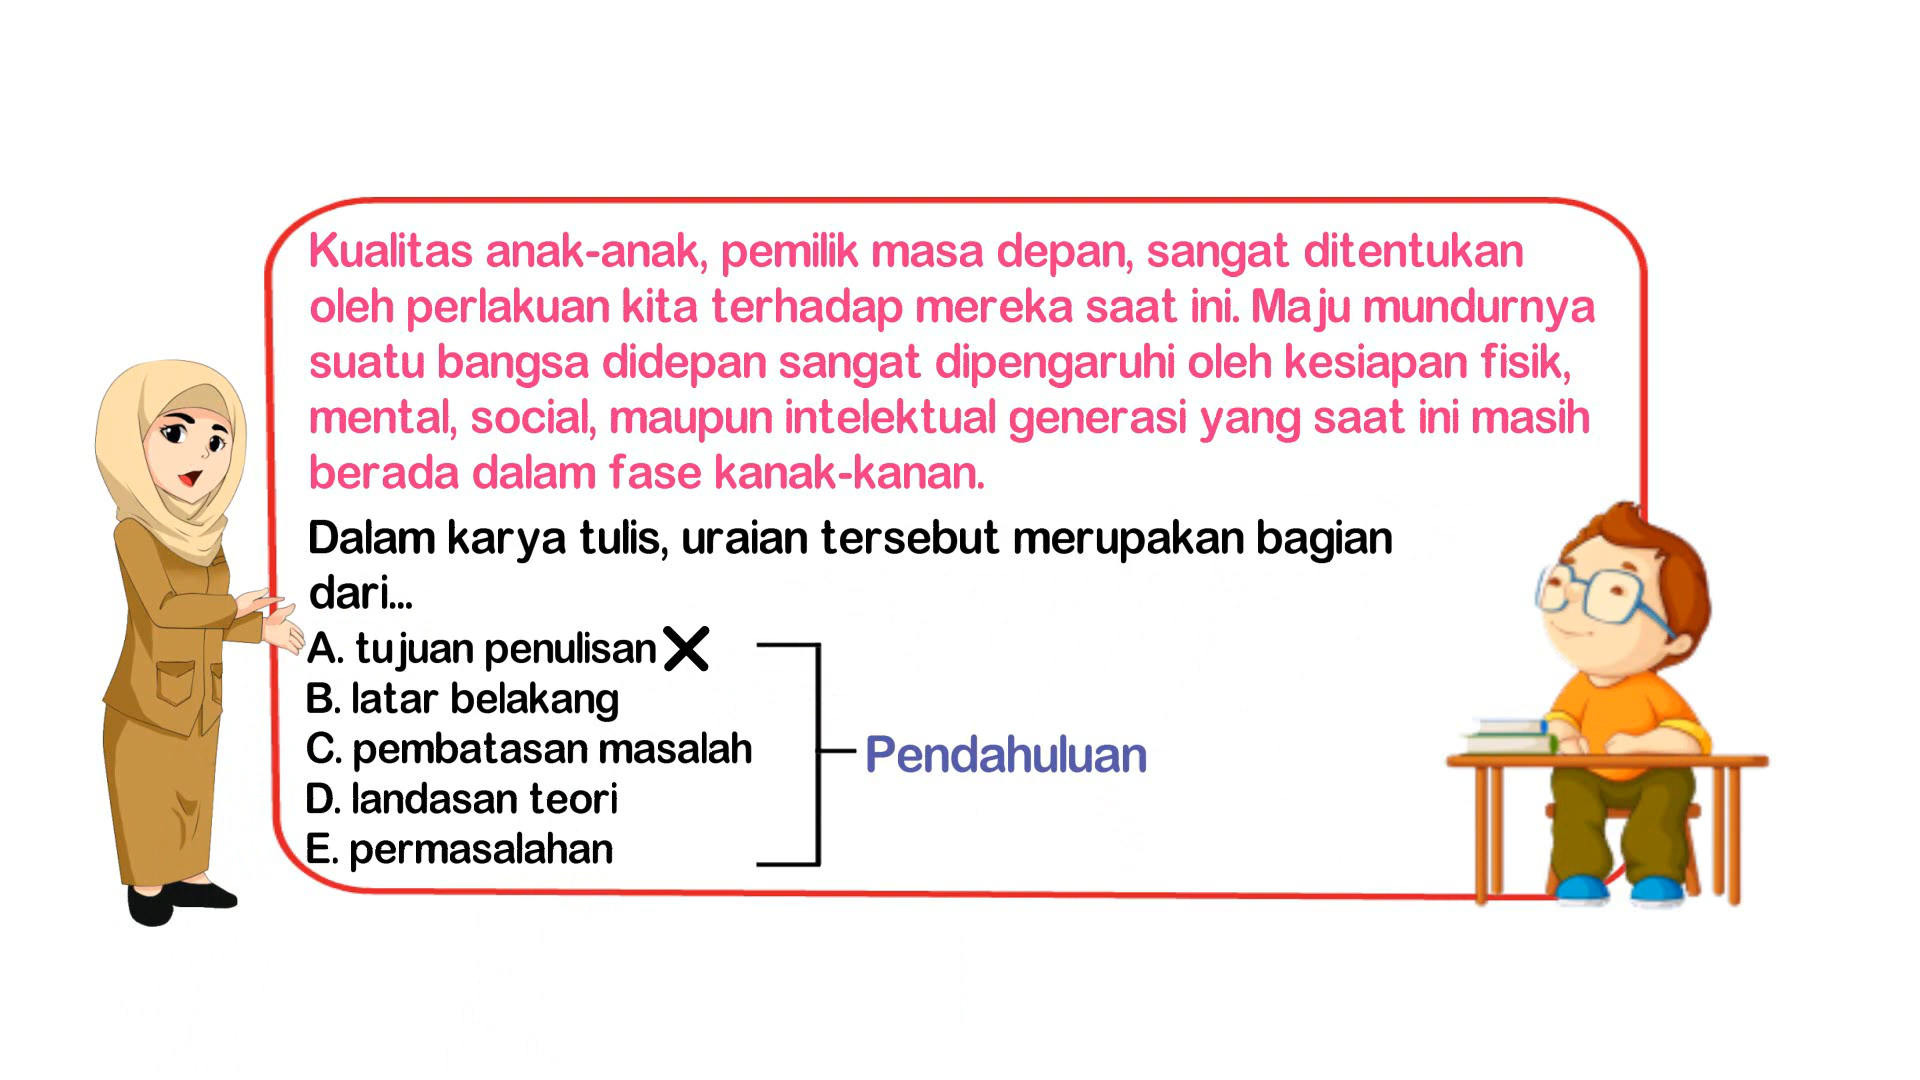 Kualitas anak-anak, pemilik masa depan, sangat ditentukan
oleh perlakuan kita terhadap mereka saat ini. Maju mundurnya
suatu bangsa didepan sangat dipengaruhi oleh kesiapan fisik,
mental, social, maupun intelektual generasi yang saat ini masih
berada dalam fase kanak-kanan.
Dalam karya tulis, uraian tersebut merupakan bagian
dari...
A. tujuan penulisan
B. latar belakang
C. pembatasan masalah
D. landasan teori
E. permasalahan
Pendahuluan